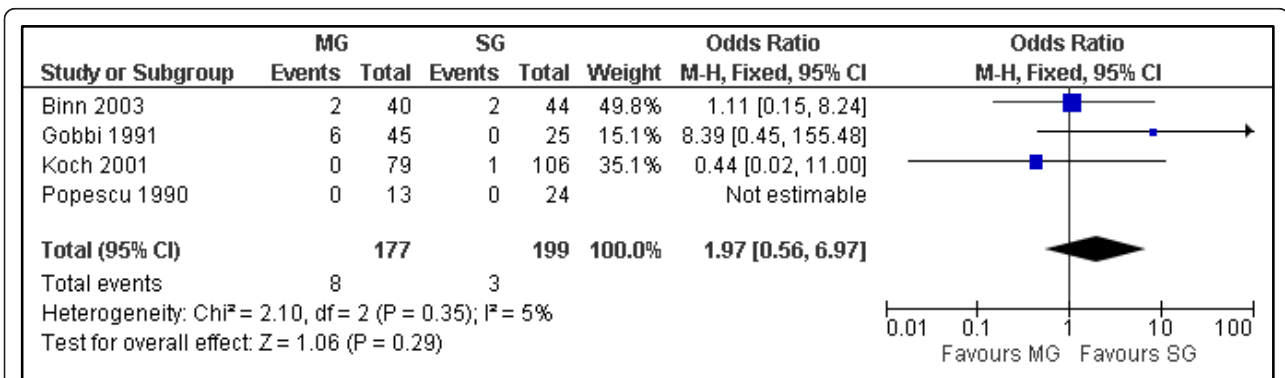 MG SG Odds Ratio Odds Ratio
Study or Subgroup Events Total Events Total Weight M-H, Fixed, 95% CI M-H, Fixed, 95% CI
Binn 2003 2 40 2 44 49.8% 1.11 [0.15, 8.24]
Gobbi 1991 6 45 0 25 15.1% 8.39 [0.45, 155.48]
Koch 2001 0 79 1 106 35.1% 0.44 [0.02, 11.00]
Popescu 1990 0 13 0 24 Not estimable
Total (95% CI) 177 199 100.0% 1.97 [0.56, 6.97]
Total events 8 3
Heterogeneity: Chi² = 2.10, df = 2 (P = 0.35); I² = 5%
Test for overall effect: Z = 1.06 (P = 0.29)
0.01 0.1 1 10 100
Favours MG Favours SG